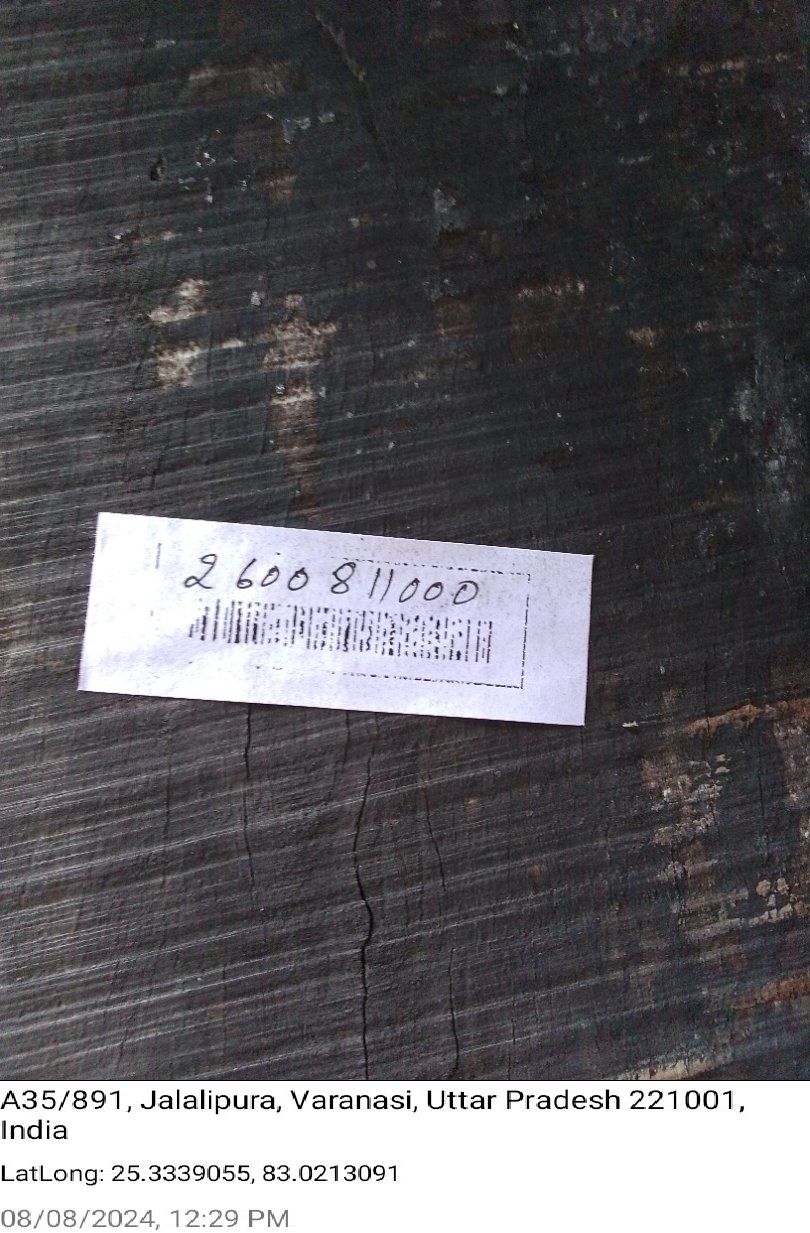 2600811000
A35/891, Jalalipura, Varanasi, Uttar Pradesh 221001,
India
LatLong: 25.3339055, 83.0213091
08/08/2024, 12:29 PM